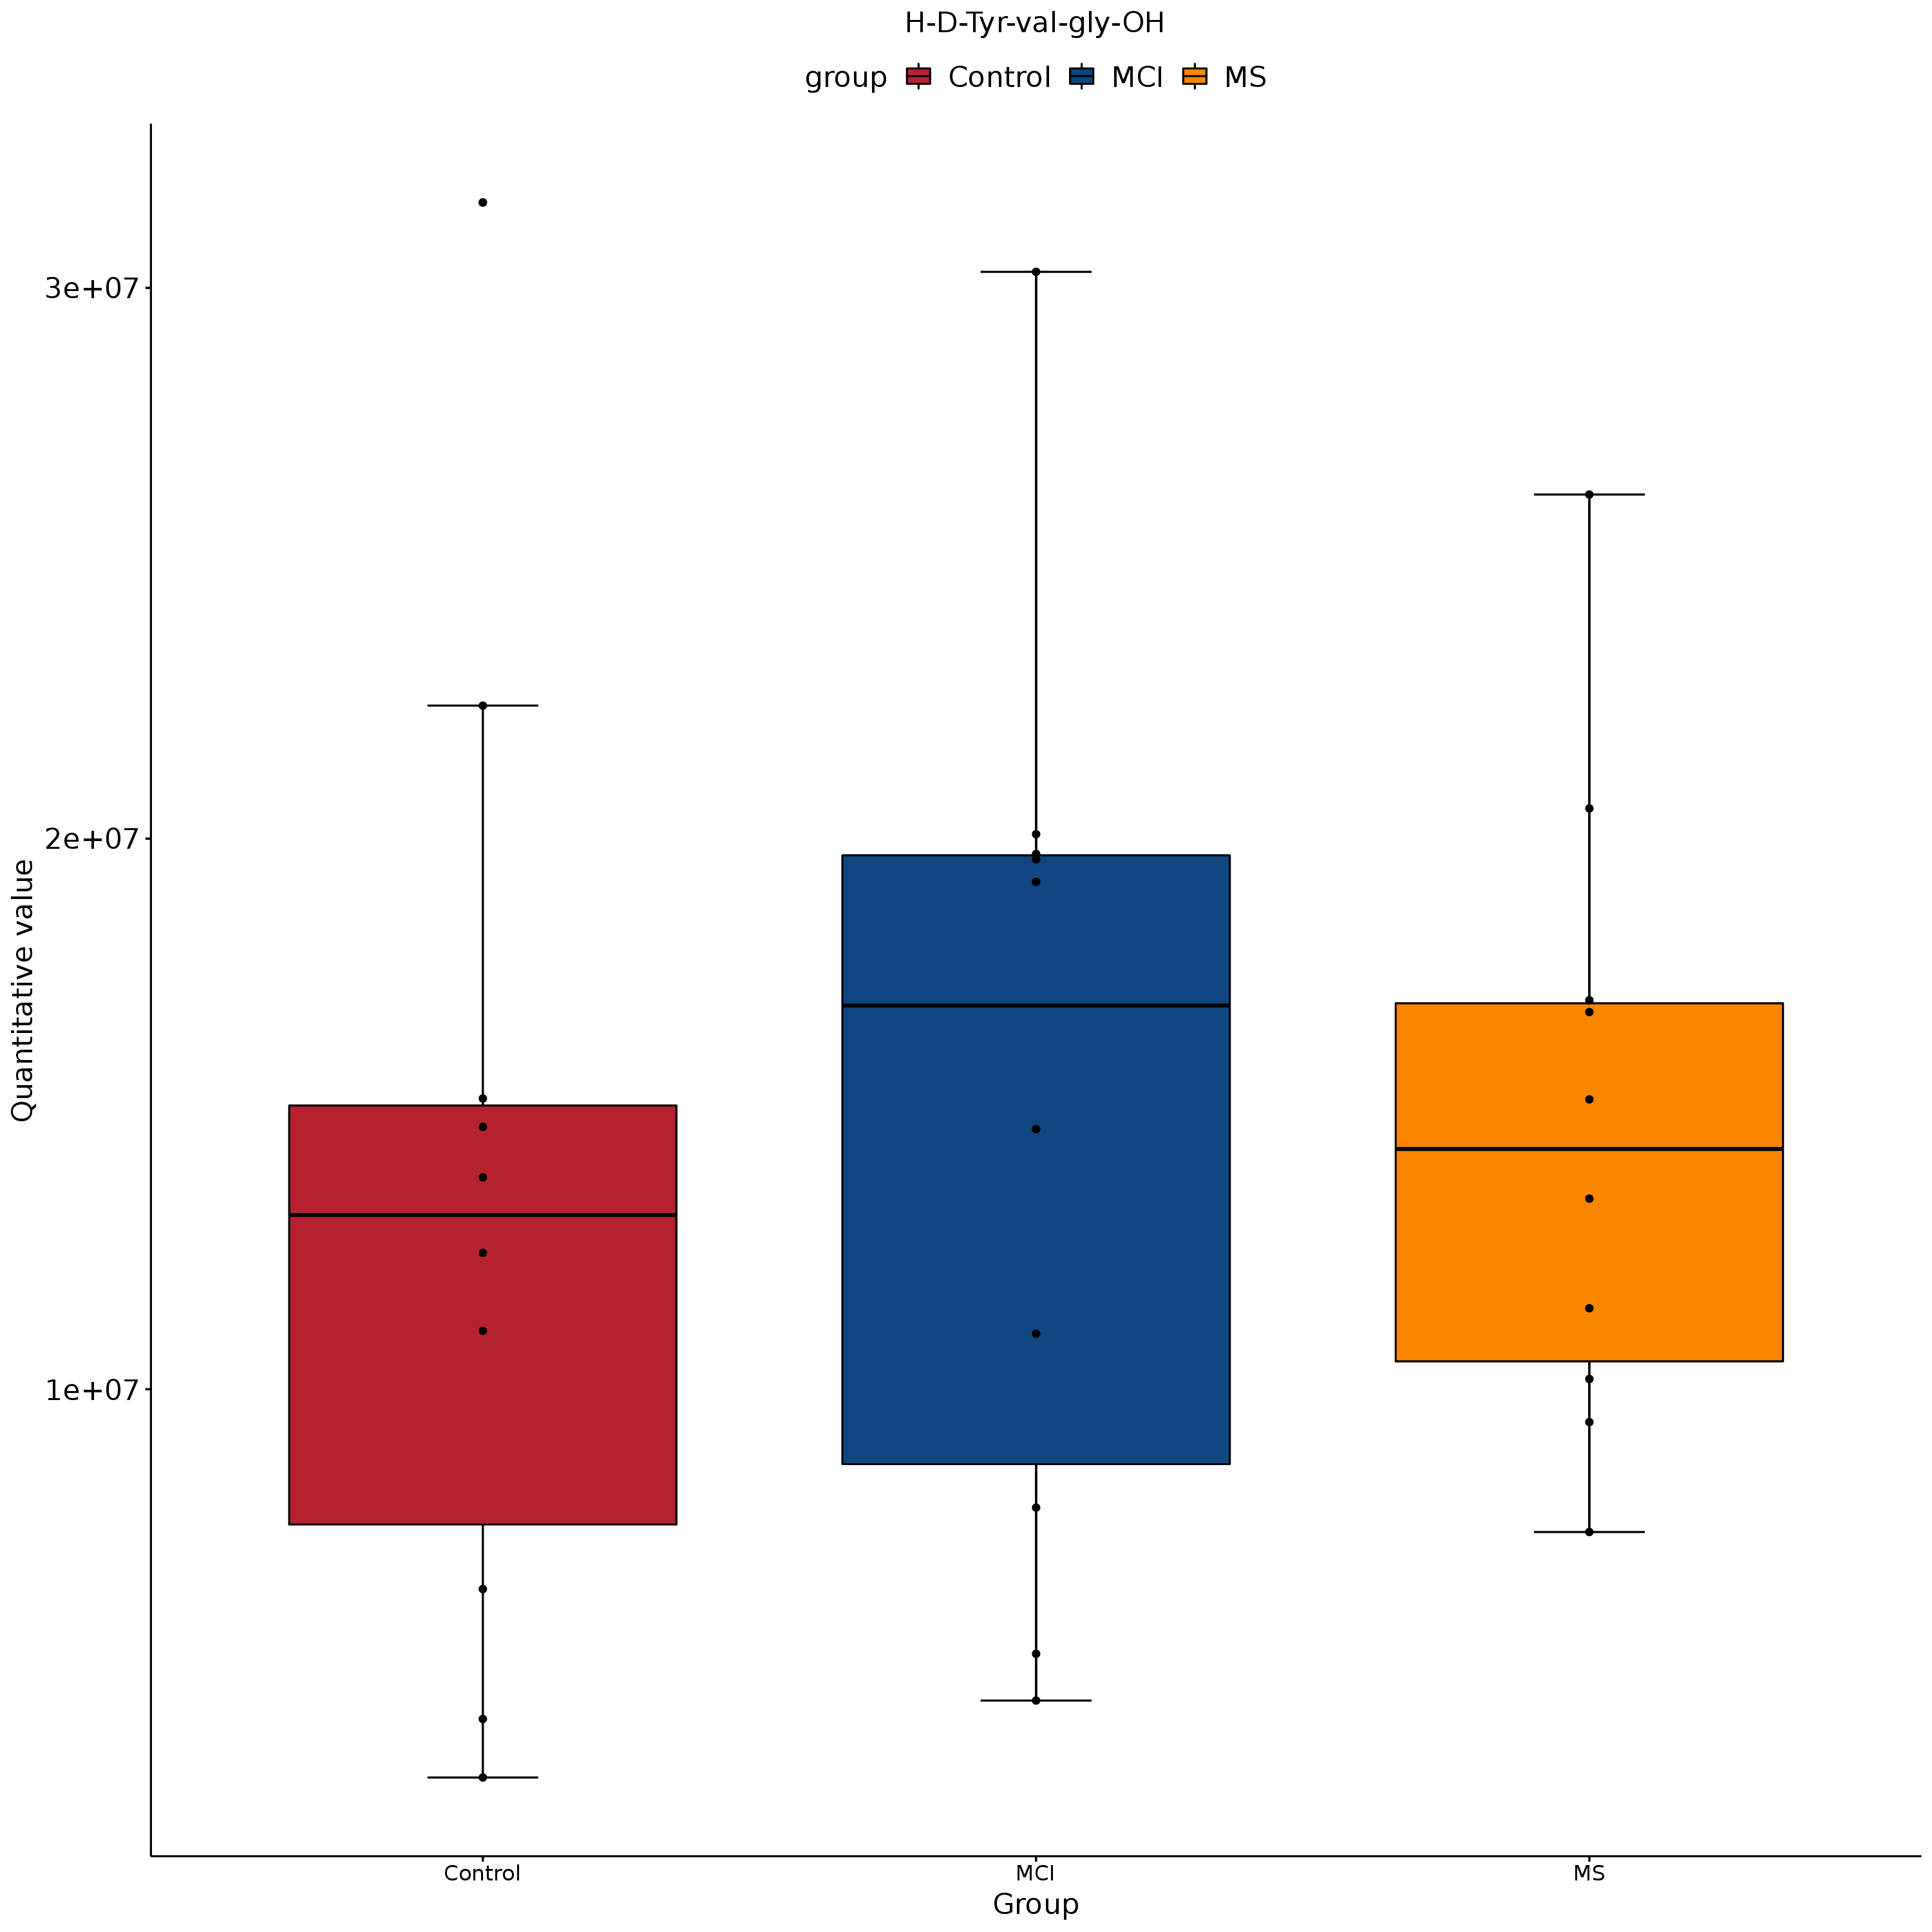 H-D-Tyr-val-gly-OH
group Control MCI MS
3e+07
2e+07
1e+07
Quantitative value
Control MCI MS
Group